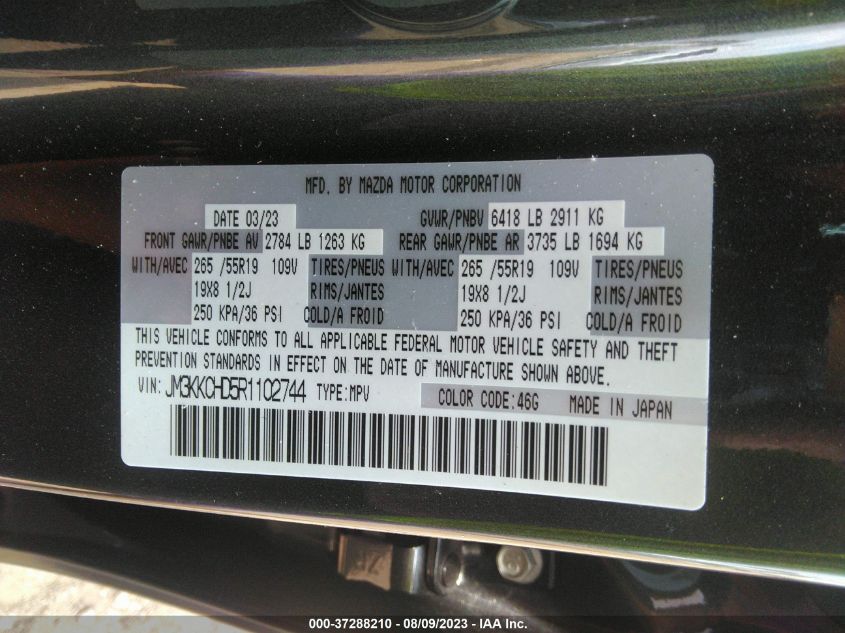 MFD. BY MAZDA MOTOR CORPORATION
DATE 03/23 GVWR/PNBV 6418 LB 2911 KG
FRONT GAWR/PNBE AV 2784 LB 1263 KG REAR GAWR/PNBE AR 3735 LB 1694 KG
WITH/AVEC 265 /55R19 109V TIRES/PNEUS WITH/AVEC 265 /55R19 109V TIRES/PNEUS
19X8 1/2J RIMS/JANTES 19X8 1/2J RIMS/JANTES
250 KPA/36 PSI COLD/A FROID 250 KPA/36 PSI COLD/A FROID
THIS VEHICLE CONFORMS TO ALL APPLICABLE FEDERAL MOTOR VEHICLE SAFETY AND THEFT
PREVENTION STANDARDS IN EFFECT ON THE DATE OF MANUFACTURE SHOWN ABOVE.
VIN: JM3KKCHD5R1102744 TYPE:MPV COLOR CODE:46G MADE IN JAPAN
000-37288210 - 08/09/2023 - IAA Inc.